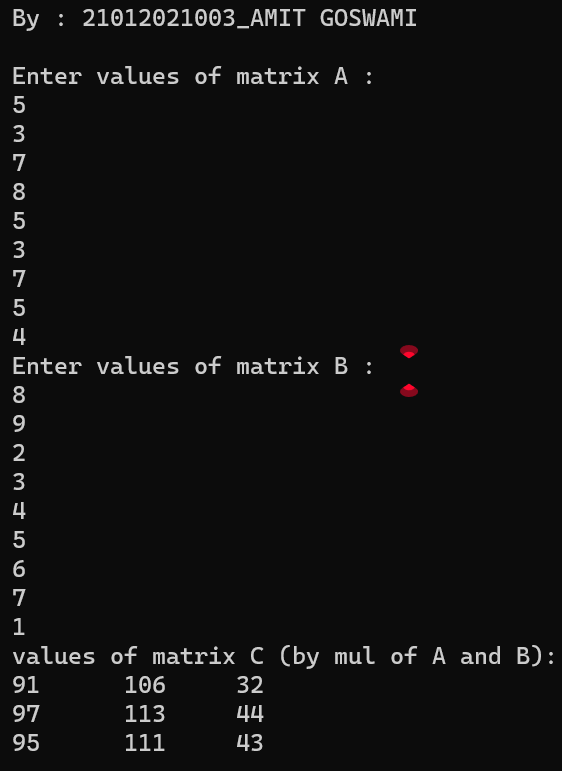 By : 21012021003_AMIT GOSWAMI
Enter values of matrix A :
5
3
7
8
5
3
7
5
4
Enter values of matrix B :
8
9
2
3
4
5
6
7
1
values of matrix C (by mul of A and B):
91 106 32
97 113 44
95 111 43